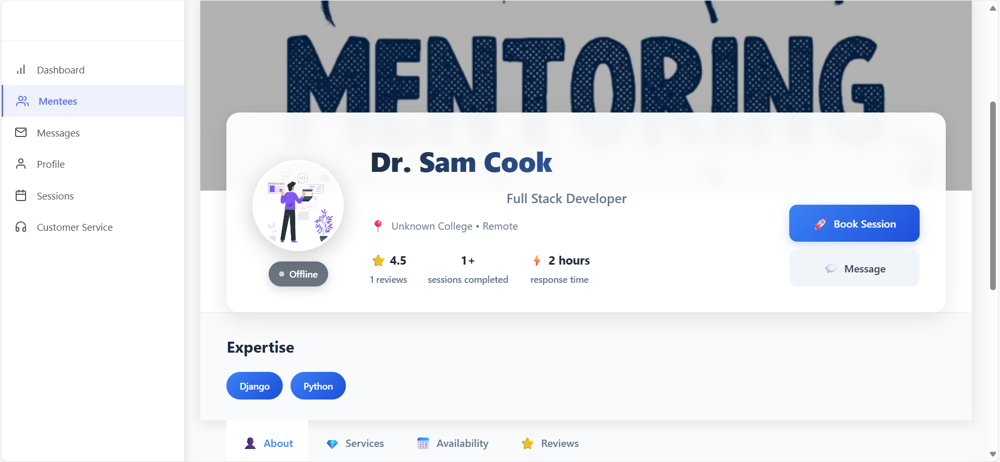 MENTORING
Dashboard
Mentees
Messages
Profile
Sessions
Customer Service
Dr. Sam Cook
Full Stack Developer
Unknown College • Remote
4.5
1 reviews
1+
sessions completed
2 hours
response time
Offline
Book Session
Message
Expertise
Django
Python
About
Services
Availability
Reviews